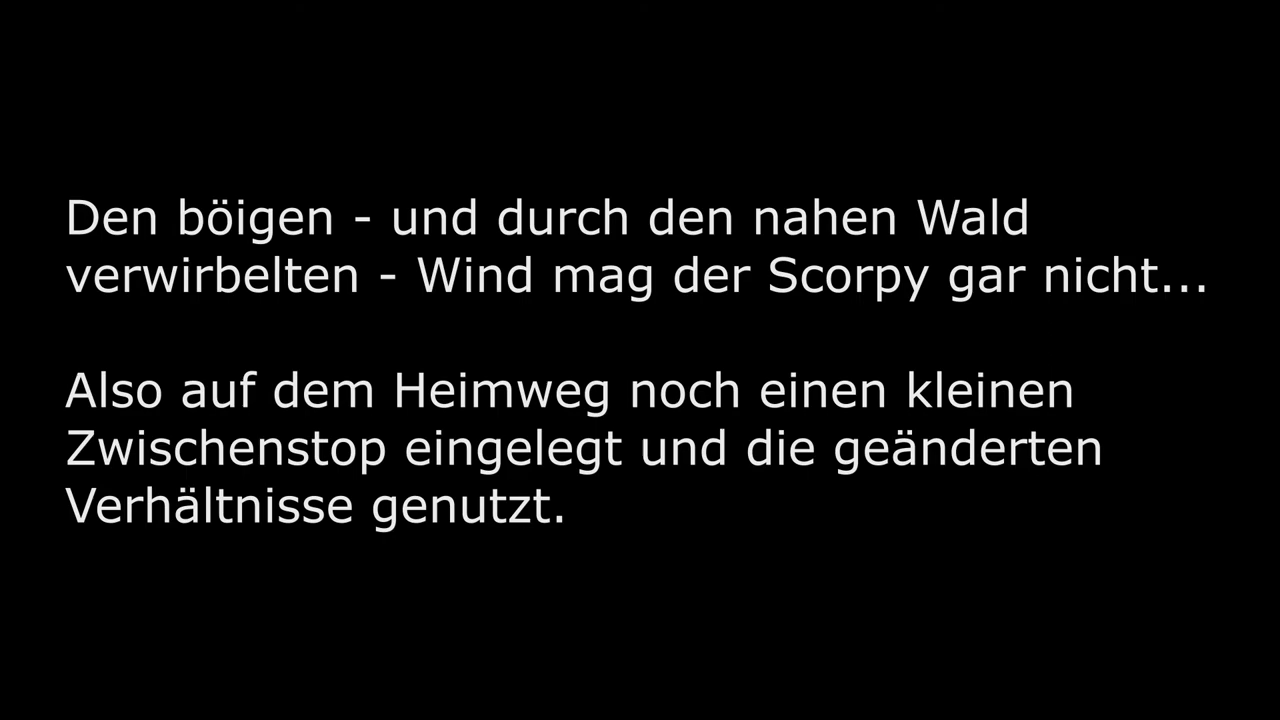 Den böigen - und durch den nahen Wald
verwirbelten - Wind mag der Scorpy gar nicht...
Also auf dem Heimweg noch einen kleinen
Zwischenstop eingelegt und die geänderten
Verhältnisse genutzt.